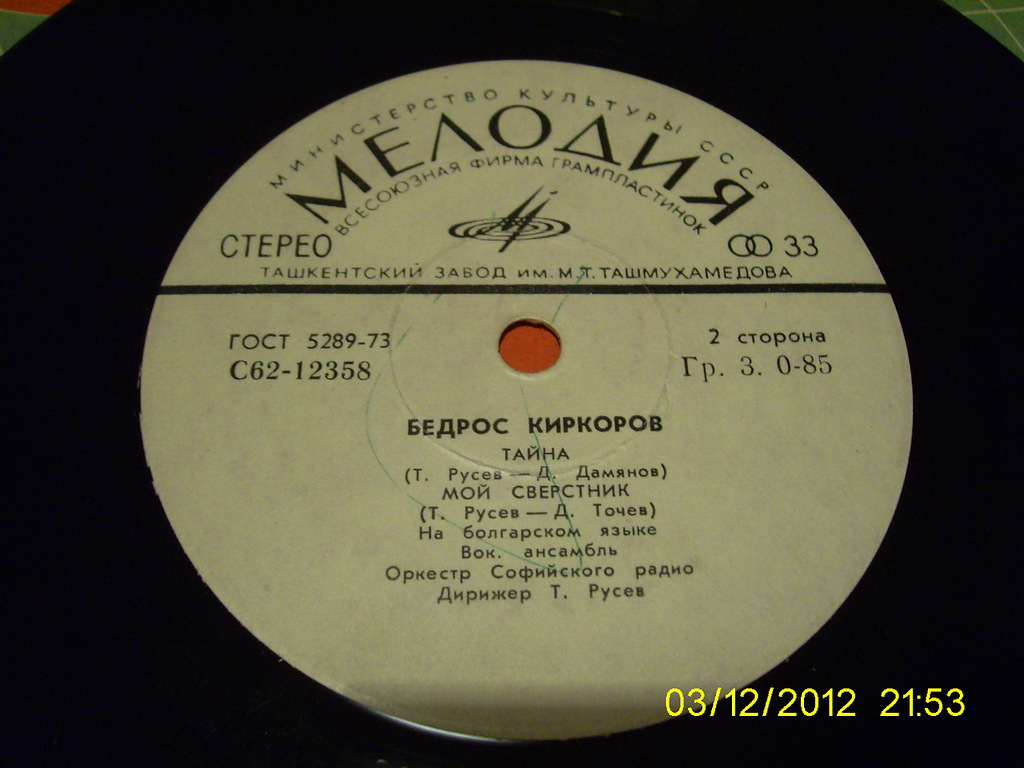 МИНИСТЕРСТВО КУЛЬТУРЫ СССР
МЕЛОДИЯ
ВСЕСОЮЗНАЯ ФИРМА ГРАМПЛАСТИНОК
СТЕРЕО 33
ТАШКЕНТСКИЙ ЗАВОД ИМ. М.Т. ТАШМУХАМЕДОВА
ГОСТ 5289-73 2 сторона
С62-12358 Гр. 3. 0-85
БЕДРОС КИРКОРОВ
ТАЙНА
(Т. Русев — Д. Дамянов)
МОЙ СВЕРСТНИК
(Т. Русев — Д. Точев)
На болгарском языке
Вок. ансамбль
Оркестр Софийского радио
Дирижер Т. Русев
03/12/2012 21:53